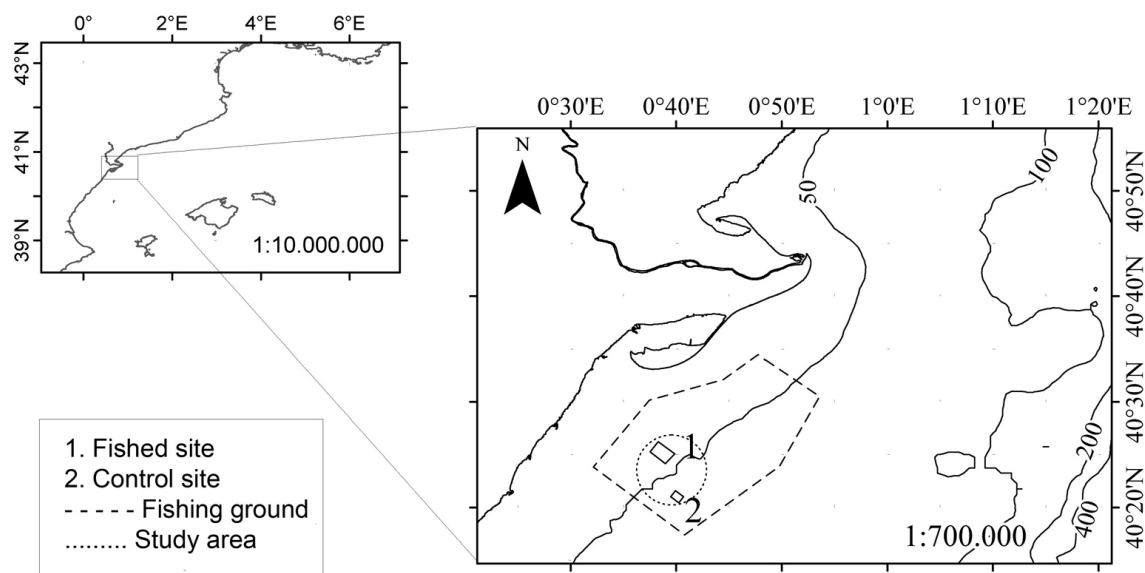 0° 2°E 4°E 6°E
43°N
41°N
39°N
1:10.000.000
0°30'E 0°40'E 0°50'E 1°0'E 1°10'E 1°20'E
N
50
100
200
400
40°50'N
40°40'N
40°30'N
40°20'N
1
2
1:700.000
1. Fished site
2. Control site
----- Fishing ground
......... Study area